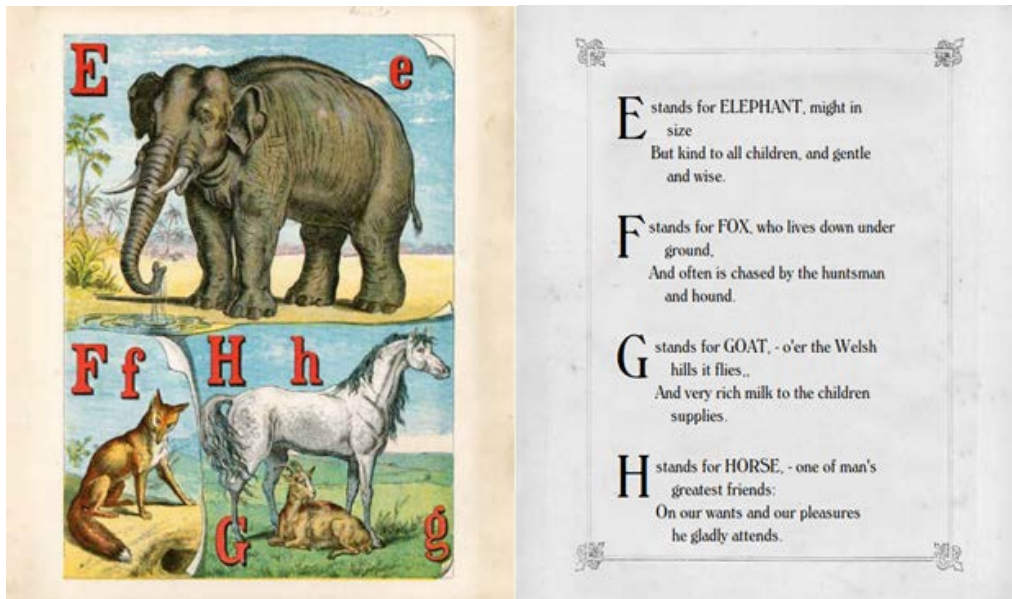 E e
F f
H h
G g
E stands for ELEPHANT, might in
size
But kind to all children, and gentle
and wise.
F stands for FOX, who lives down under
ground,
And often is chased by the huntsman
and hound.
G stands for GOAT, - o'er the Welsh
hills it flies,.
And very rich milk to the children
supplies.
H stands for HORSE, - one of man's
greatest friends:
On our wants and our pleasures
he gladly attends.